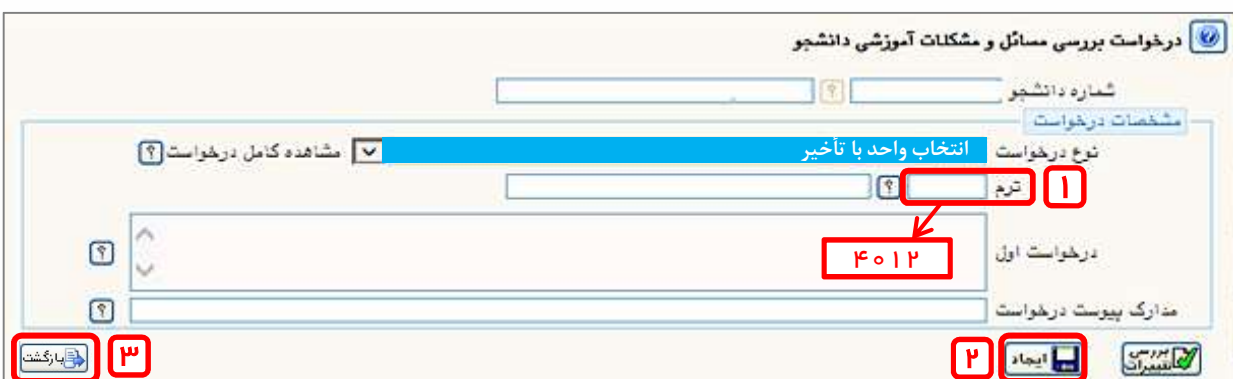 درخواست بررسی مسائل و مشکلات آموزشی دانشجو
شماره دانشجو ؟
مشخصات درخواست
نوع درخواست انتخاب واحد با تأخیر مشاهده کامل درخواست ؟
۱ ترم ؟
۴۰۱۲
درخواست اول ؟
مدارک پیوست درخواست ؟
بررسی تغییرات ایجاد ۲ ۳ بازگشت